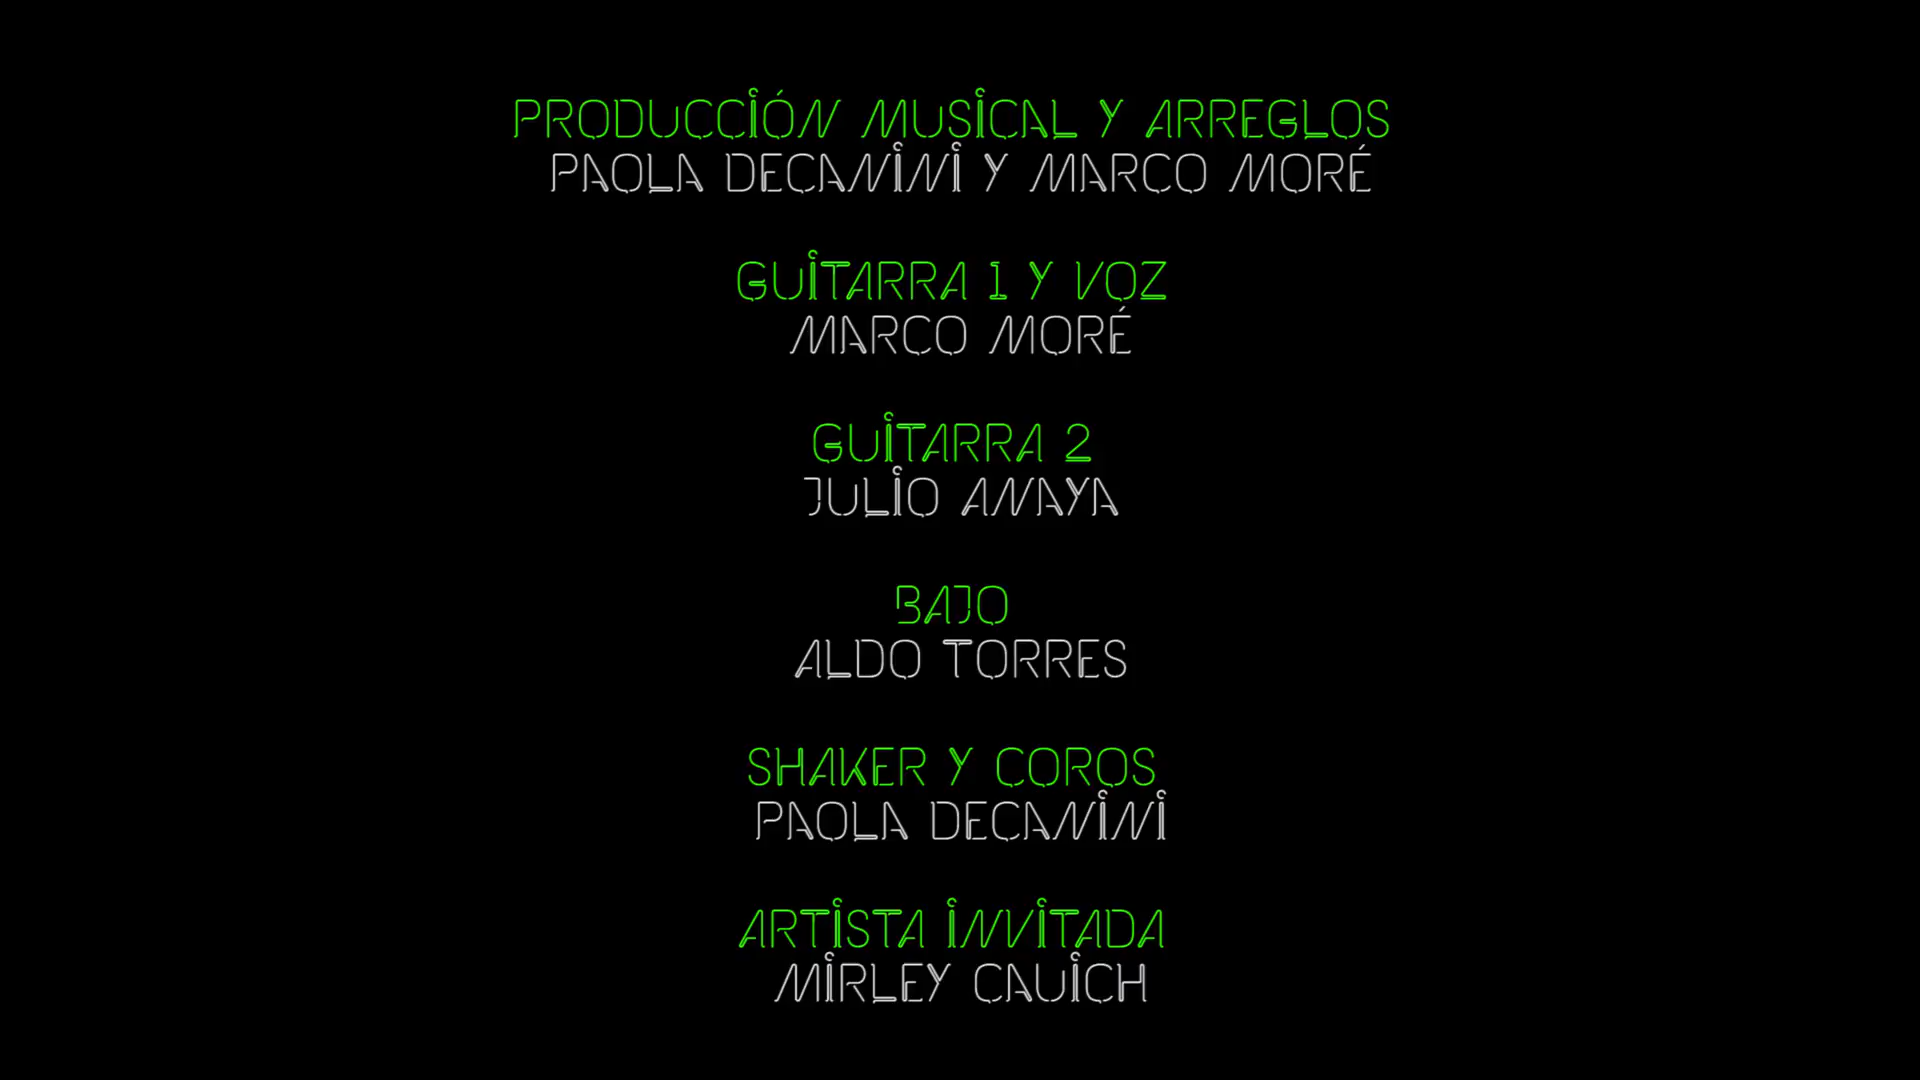 PRODUCCIÓN MUSICAL Y ARREGLOS
PAOLA DECANINI Y MARCO MORÉ
GUITARRA 1 Y VOZ
MARCO MORÉ
GUITARRA 2
JULIO ANAYA
BAJO
ALDO TORRES
SHAKER Y COROS
PAOLA DECANINI
ARTISTA INVITADA
MIRLEY CAUICH